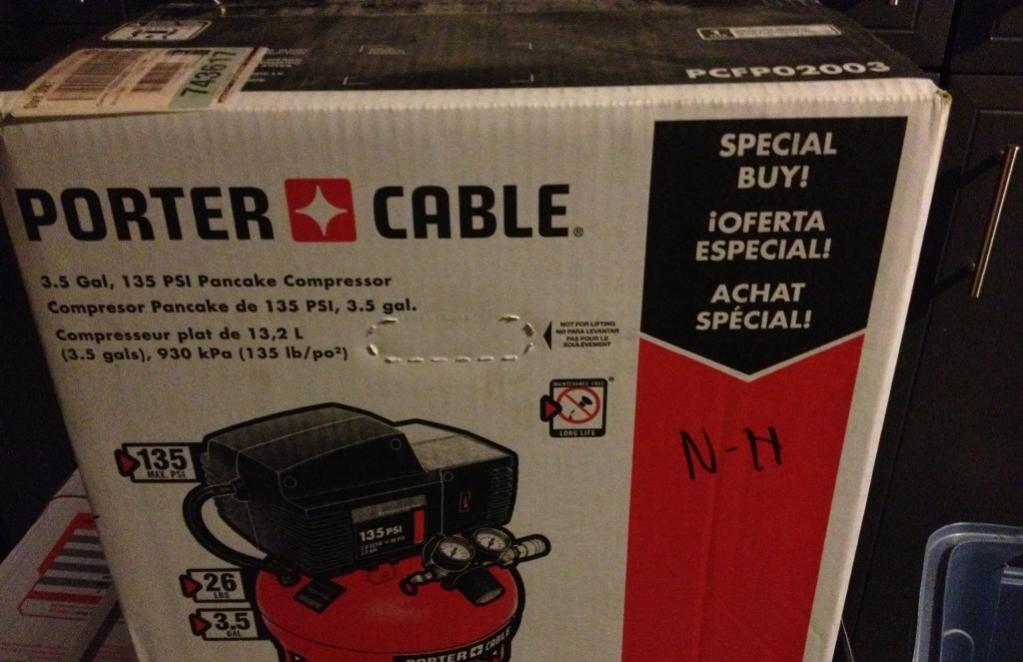 743617
PCFP02003
PORTER CABLE®
SPECIAL
BUY!
¡OFERTA
ESPECIAL!
ACHAT
SPÉCIAL!
3.5 Gal, 135 PSI Pancake Compressor
Compresor Pancake de 135 PSI, 3.5 gal.
Compresseur plat de 13,2 L
(3.5 gals), 930 kPa (135 lb/po²)
NOT FOR LIFTING
NO PARA LEVANTAR
PAS POUR LE
SOULEVEMENT
MAINTENANCE FREE
LONG LIFE
N-H
135
MAX. PSI
135 PSI
26
LBS
3.5
GAL
PORTER CABLE